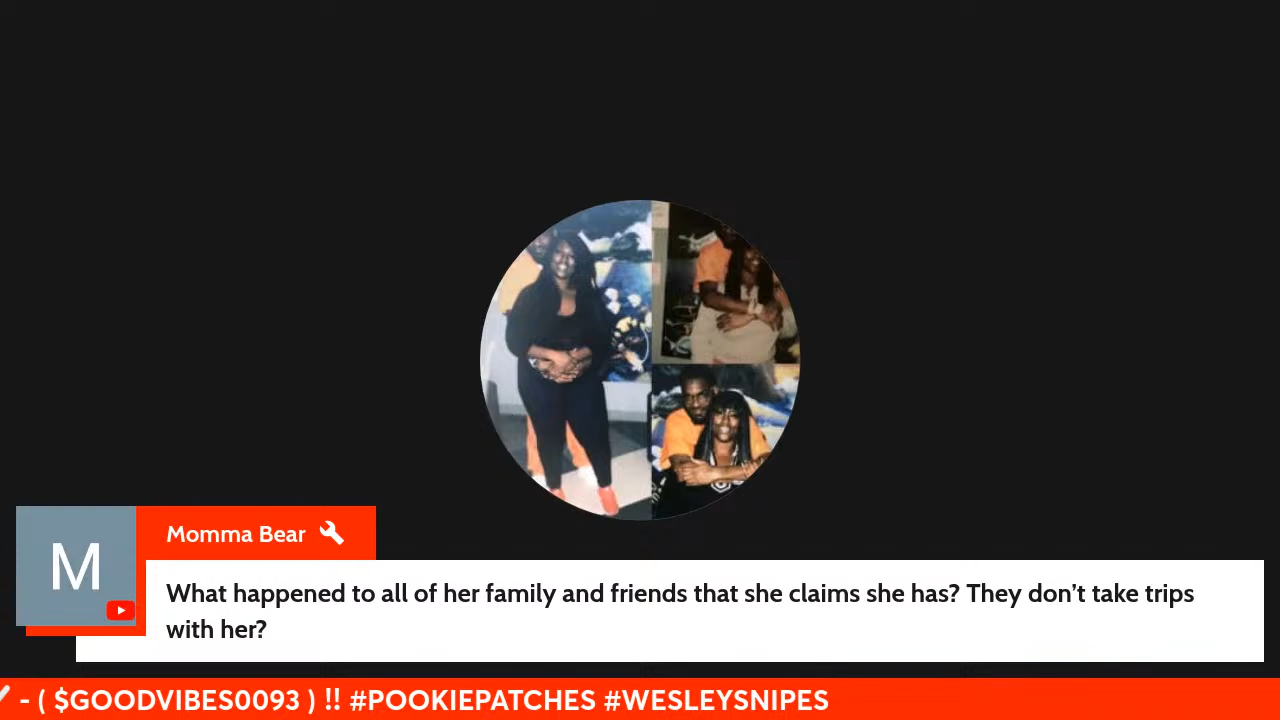 M
Momma Bear
What happened to all of her family and friends that she claims she has? They don't take trips
with her?
- ( $GOODVIBES0093 ) !! #POOKIEPATCHES #WESLEYSNIPES